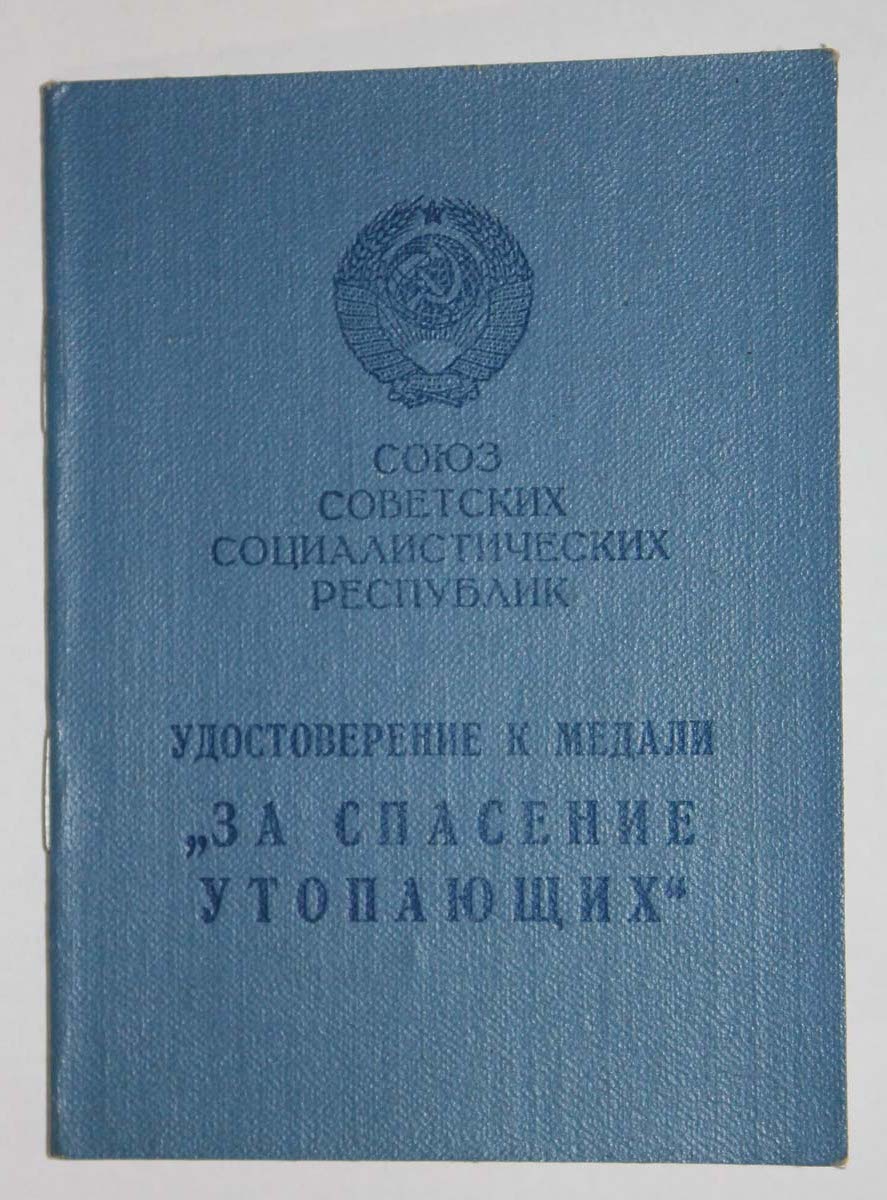 СОЮЗ
СОВЕТСКИХ
СОЦИАЛИСТИЧЕСКИХ
РЕСПУБЛИК
УДОСТОВЕРЕНИЕ К МЕДАЛИ
„ЗА СПАСЕНИЕ
УТОПАЮЩИХ“